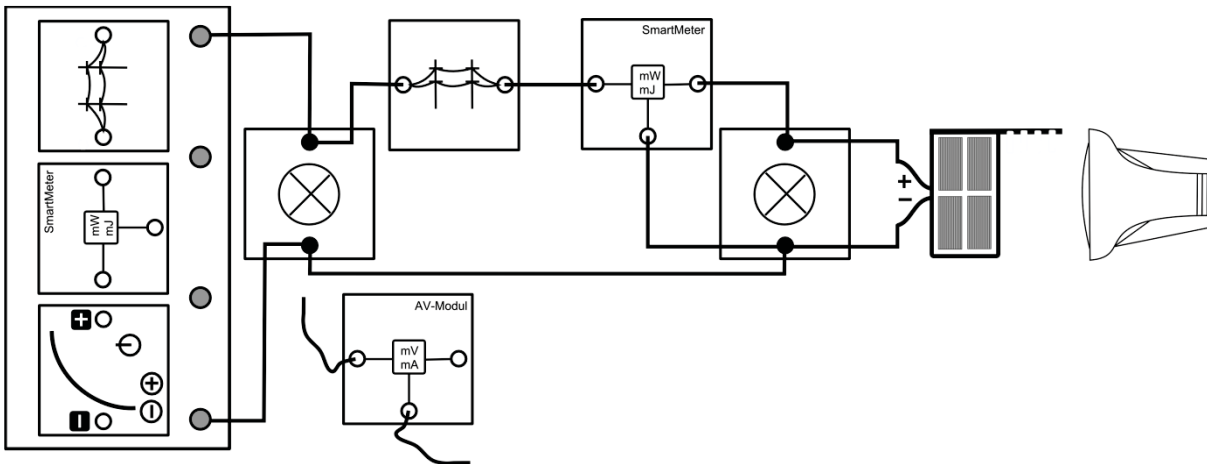 SmartMeter
mW
mJ
+
−
+
−
SmartMeter
mW
mJ
+
−
AV-Modul
mV
mA